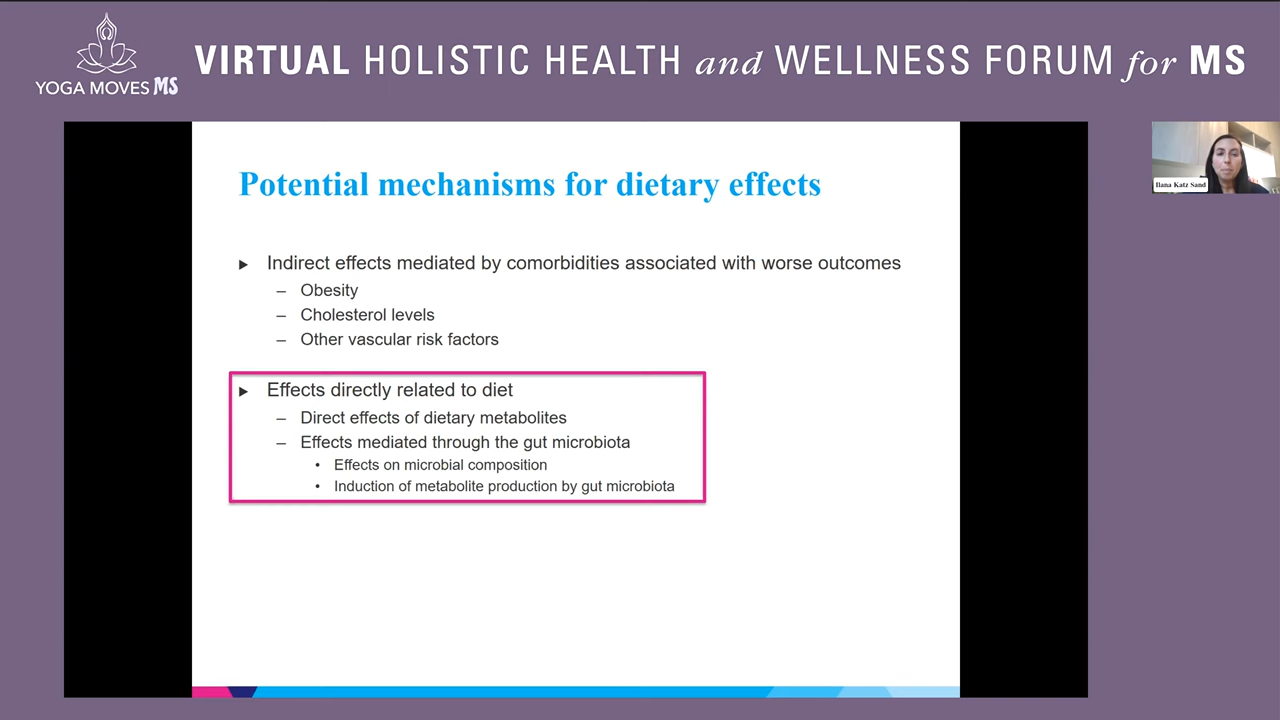 YOGA MOVES MS
VIRTUAL HOLISTIC HEALTH and WELLNESS FORUM for MS
Ilana Katz Sand
Potential mechanisms for dietary effects
Indirect effects mediated by comorbidities associated with worse outcomes
– Obesity
– Cholesterol levels
– Other vascular risk factors
Effects directly related to diet
– Direct effects of dietary metabolites
– Effects mediated through the gut microbiota
• Effects on microbial composition
• Induction of metabolite production by gut microbiota